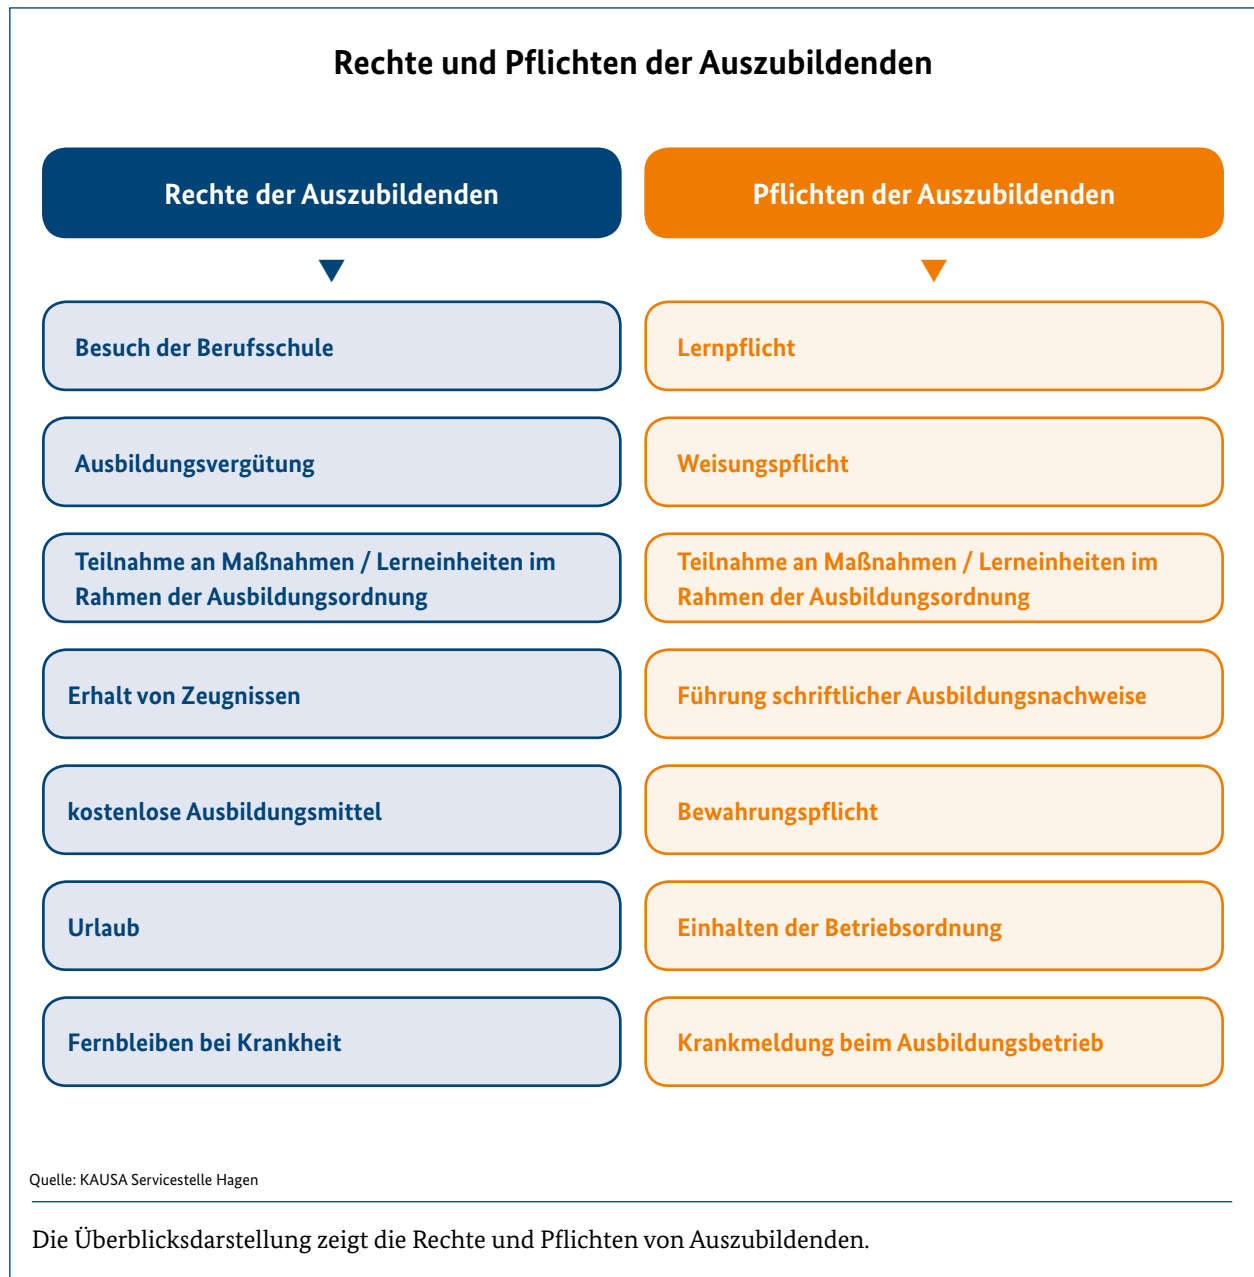 Rechte und Pflichten der Auszubildenden
Rechte der Auszubildenden
Besuch der Berufsschule
Ausbildungsvergütung
Teilnahme an Maßnahmen / Lerneinheiten im
Rahmen der Ausbildungsordnung
Erhalt von Zeugnissen
kostenlose Ausbildungsmittel
Urlaub
Fernbleiben bei Krankheit
Pflichten der Auszubildenden
Lernpflicht
Weisungspflicht
Teilnahme an Maßnahmen / Lerneinheiten im
Rahmen der Ausbildungsordnung
Führung schriftlicher Ausbildungsnachweise
Bewahrungspflicht
Einhalten der Betriebsordnung
Krankmeldung beim Ausbildungsbetrieb
Quelle: KAUSA Servicestelle Hagen
Die Überblicksdarstellung zeigt die Rechte und Pflichten von Auszubildenden.